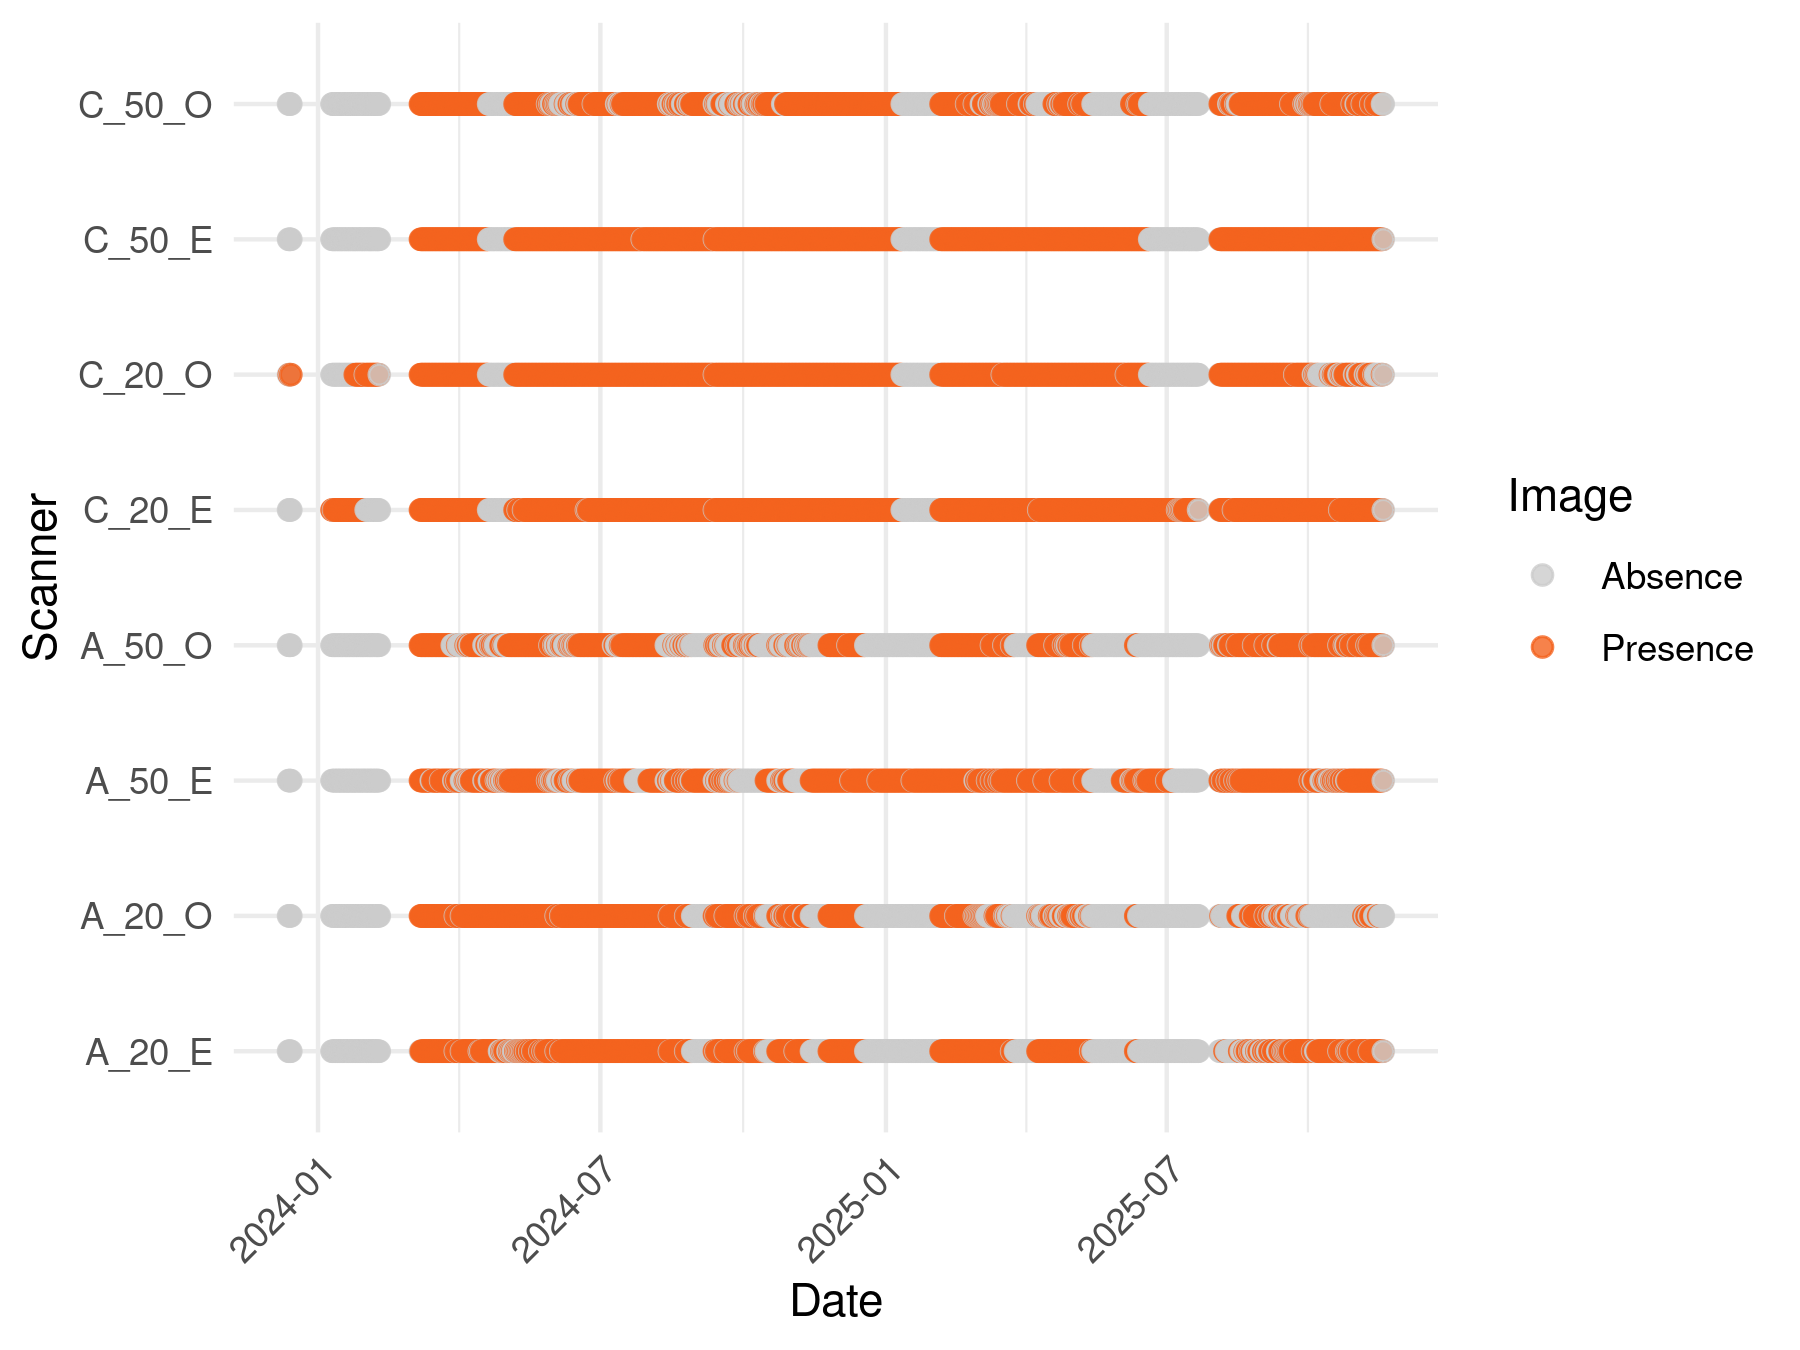 C_50_O
C_50_E
C_20_O
C_20_E
A_50_O
A_50_E
A_20_O
A_20_E
Scanner
2024-01
2024-07
2025-01
2025-07
Date
Image
Absence
Presence